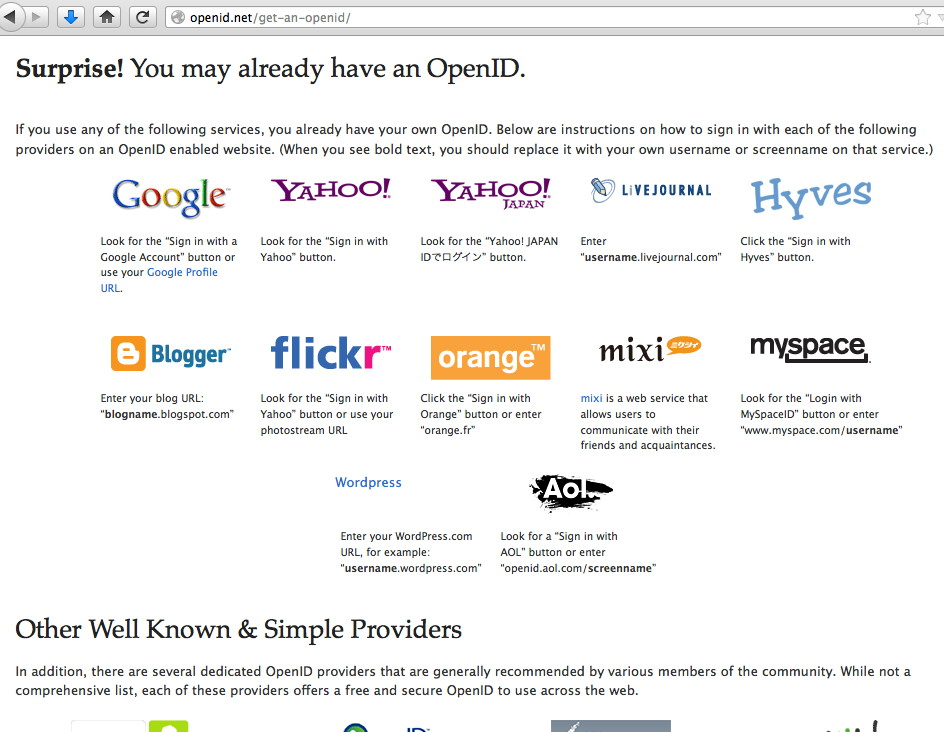 openid.net/get-an-openid/
Surprise! You may already have an OpenID.
If you use any of the following services, you already have your own OpenID. Below are instructions on how to sign in with each of the following
providers on an OpenID enabled website. (When you see bold text, you should replace it with your own username or screenname on that service.)
Google™
Look for the "Sign in with a
Google Account" button or
use your Google Profile
URL.
YAHOO!
Look for the "Sign in with
Yahoo" button.
YAHOO!
JAPAN
Look for the "Yahoo! JAPAN
IDでログイン" button.
LiVEJOURNAL
Enter
"username.livejournal.com"
Hyves
Click the "Sign in with
Hyves" button.
Blogger™
Enter your blog URL:
"blogname.blogspot.com"
flickr™
Look for the "Sign in with
Yahoo" button or use your
photostream URL
orange™
Click the "Sign in with
Orange" button or enter
"orange.fr"
mixi ミクシィ
mixi is a web service that
allows users to
communicate with their
friends and acquaintances.
myspace
Look for the "Login with
MySpaceID" button or enter
"www.myspace.com/username"
Wordpress
Enter your WordPress.com
URL, for example:
"username.wordpress.com"
Aol.
Look for a "Sign in with
AOL" button or enter
"openid.aol.com/screenname"
Other Well Known & Simple Providers
In addition, there are several dedicated OpenID providers that are generally recommended by various members of the community. While not a
comprehensive list, each of these providers offers a free and secure OpenID to use across the web.